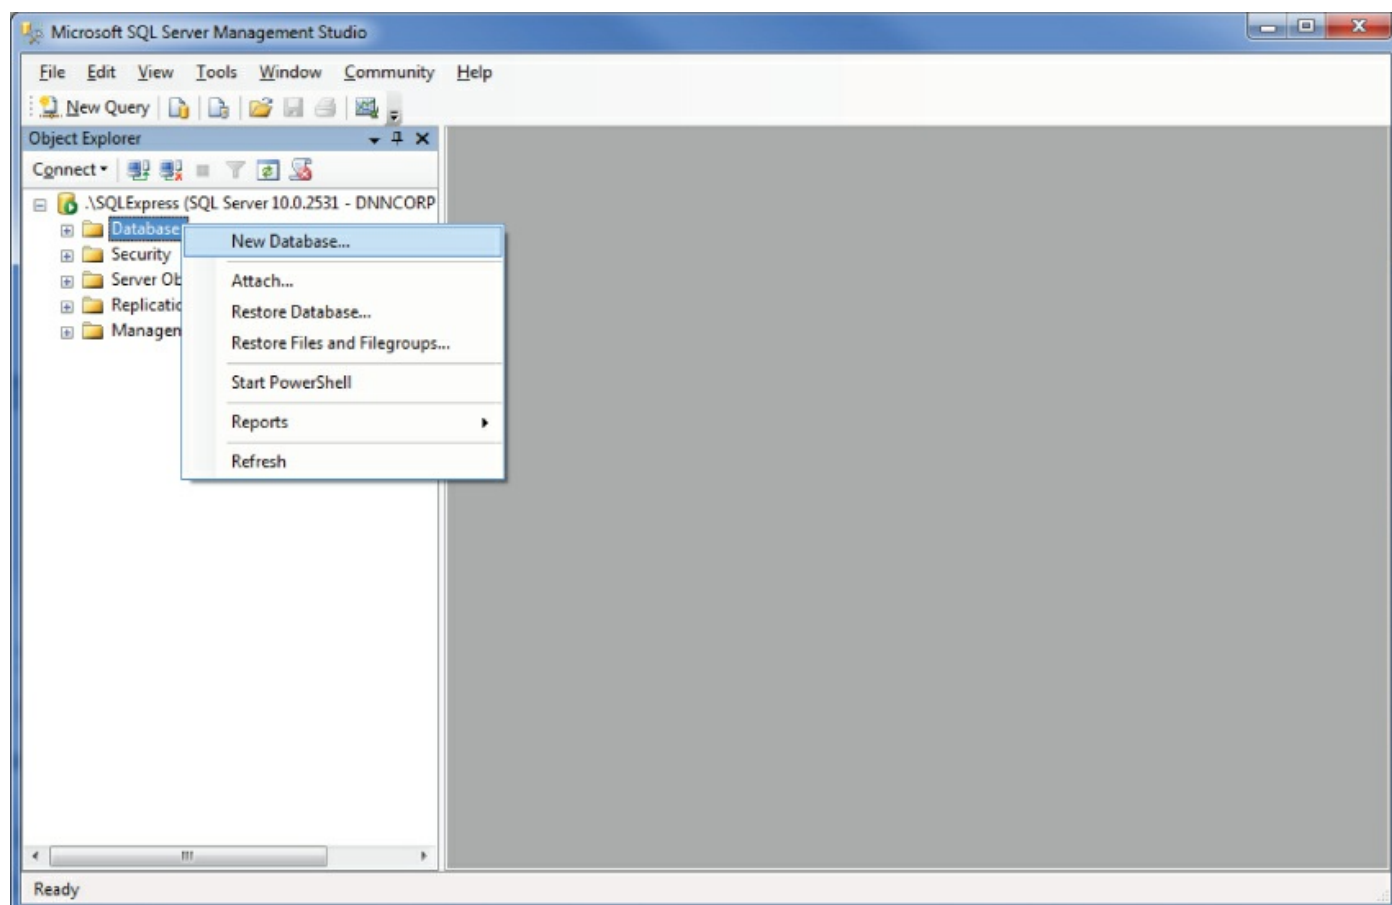 Microsoft SQL Server Management Studio
File Edit View Tools Window Community Help
New Query
Object Explorer
Connect
.\SQLExpress (SQL Server 10.0.2531 - DNNCORP
Database
New Database...
Security
Server Ob
Attach...
Replicatio
Restore Database...
Managem
Restore Files and Filegroups...
Start PowerShell
Reports
Refresh
Ready